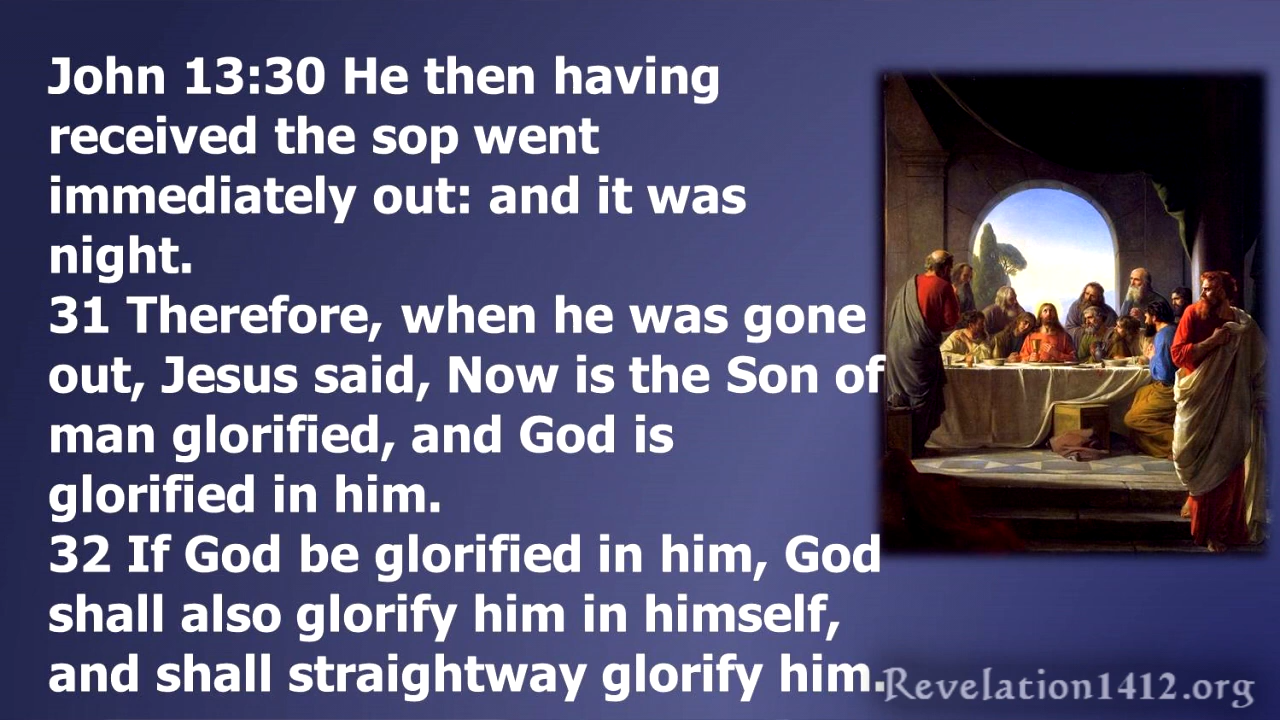 John 13:30 He then having
received the sop went
immediately out: and it was
night.
31 Therefore, when he was gone
out, Jesus said, Now is the Son of
man glorified, and God is
glorified in him.
32 If God be glorified in him, God
shall also glorify him in himself,
and shall straightway glorify him.
Revelation1412.org